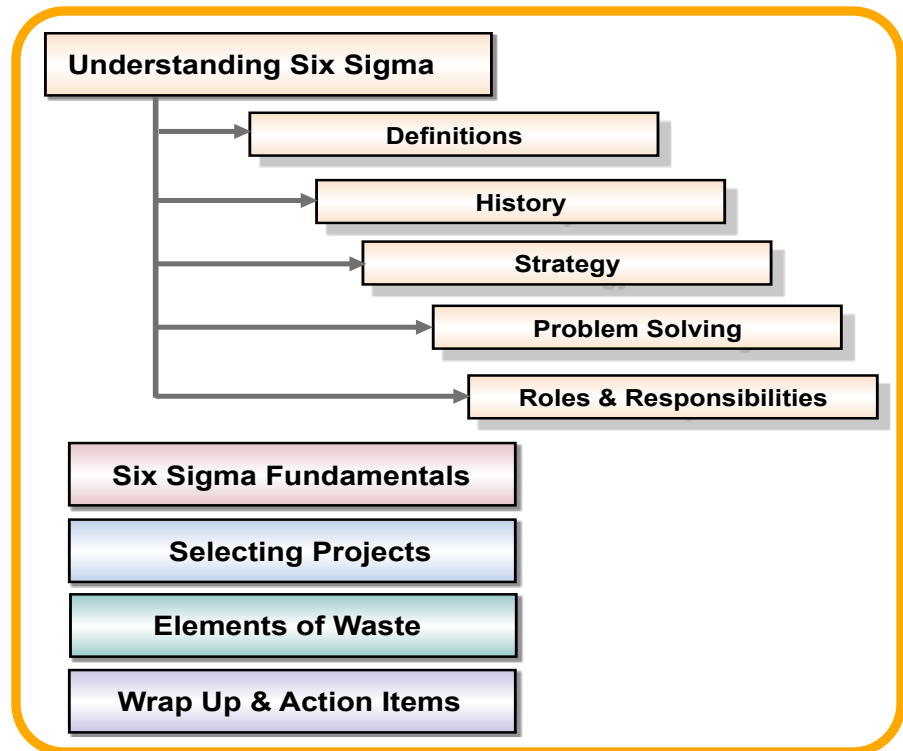 Understanding Six Sigma
Definitions
History
Strategy
Problem Solving
Roles & Responsibilities
Six Sigma Fundamentals
Selecting Projects
Elements of Waste
Wrap Up & Action Items